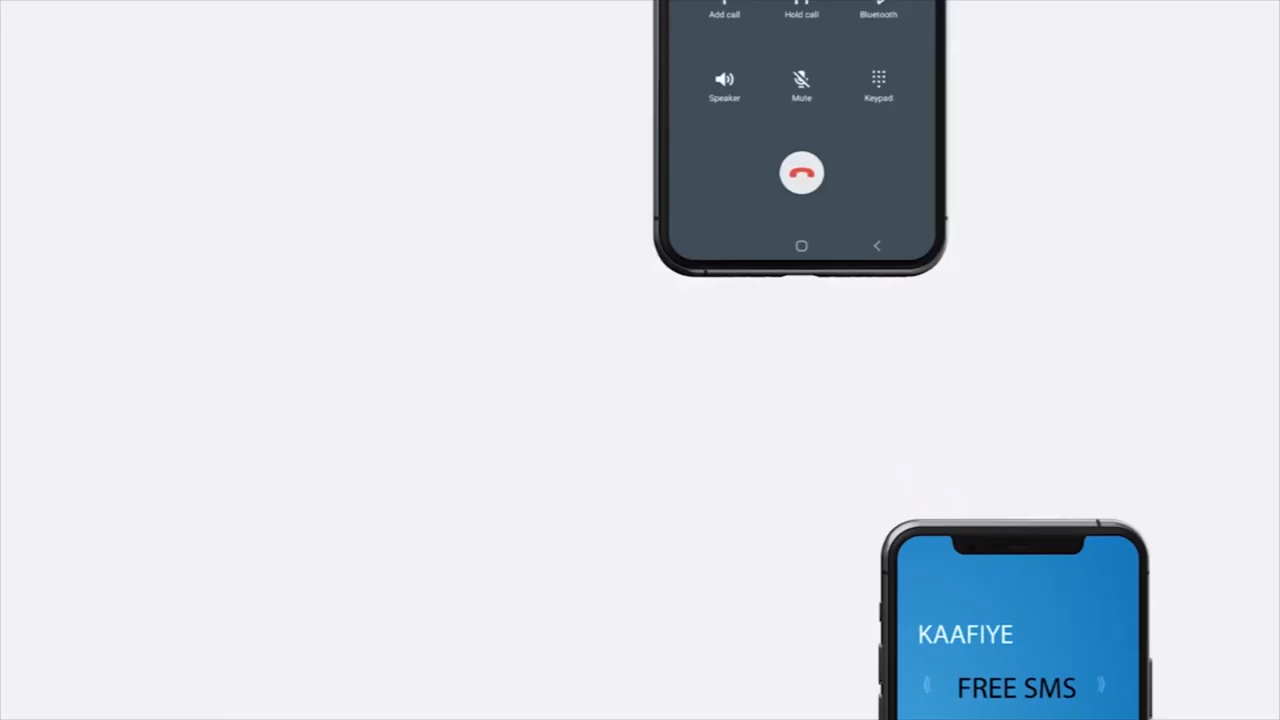 Add call Hold call Bluetooth
Speaker Mute Keypad
KAAFIYE
FREE SMS